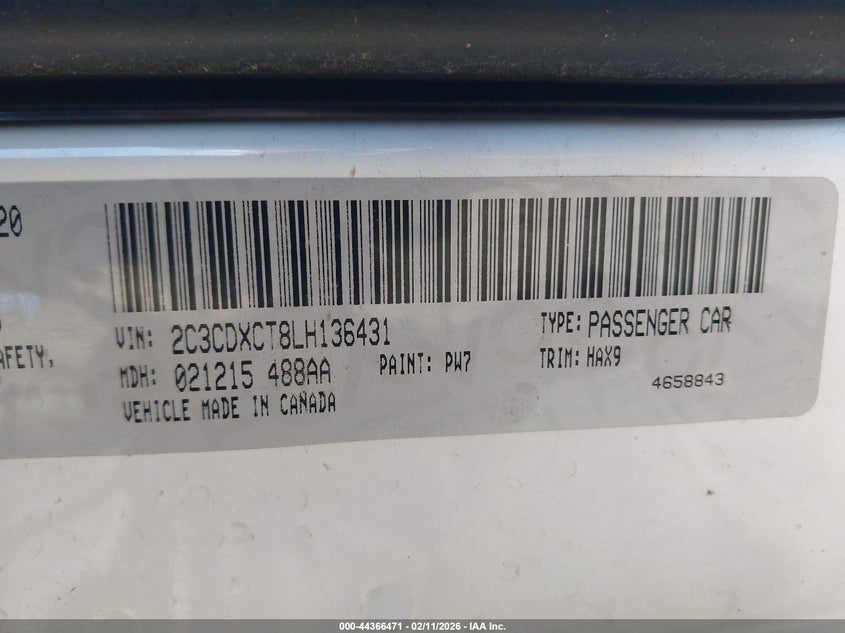 20
VIN: 2C3CDXCT8LH136431 TYPE: PASSENGER CAR
AFETY,
MDH: 021215 488AA PAINT: PW7 TRIM: HAX9
4658843
VEHICLE MADE IN CANADA
000-44366471 - 02/11/2026 - IAA Inc.